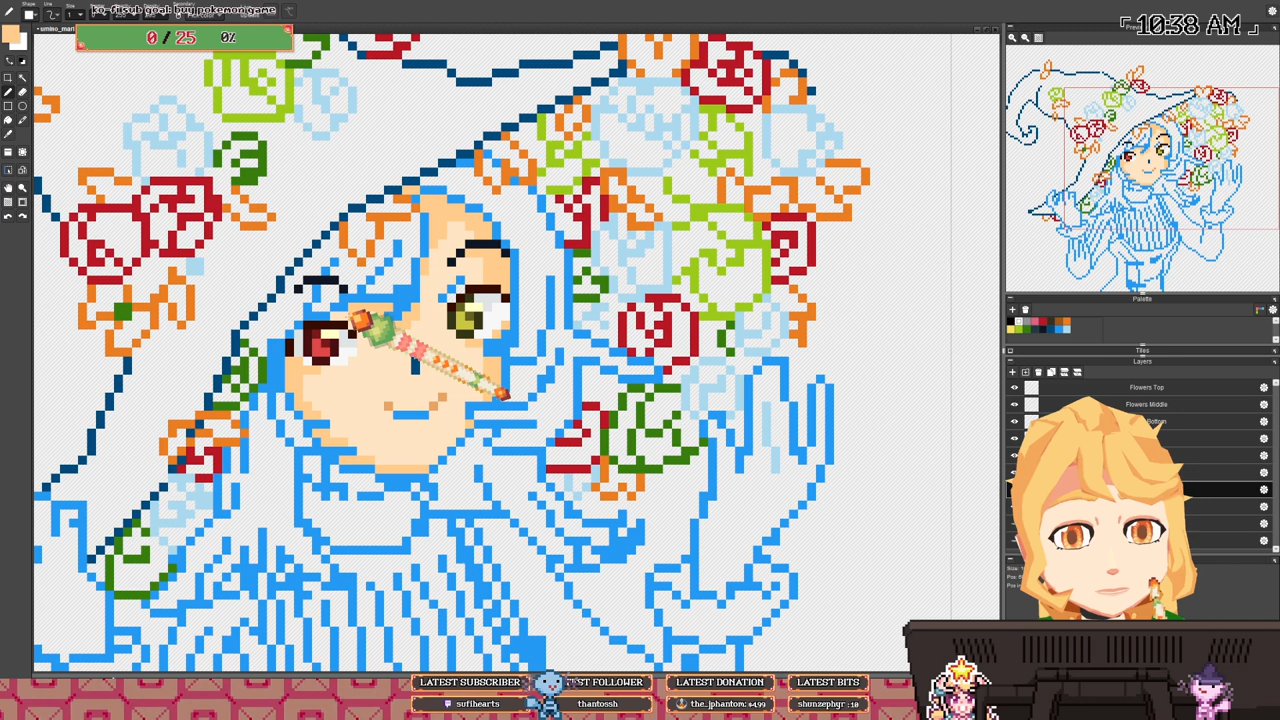 ko-fi/sub goal: buy pokemon game
0 / 25 0%
10:38 AM
Palette
Tiles
Layers
Flowers Top
Flowers Middle
LATEST SUBSCRIBER
sufihearts
thantossh
LATEST DONATION
the_jphantom: $4.99
LATEST BITS
shunzephyr :10